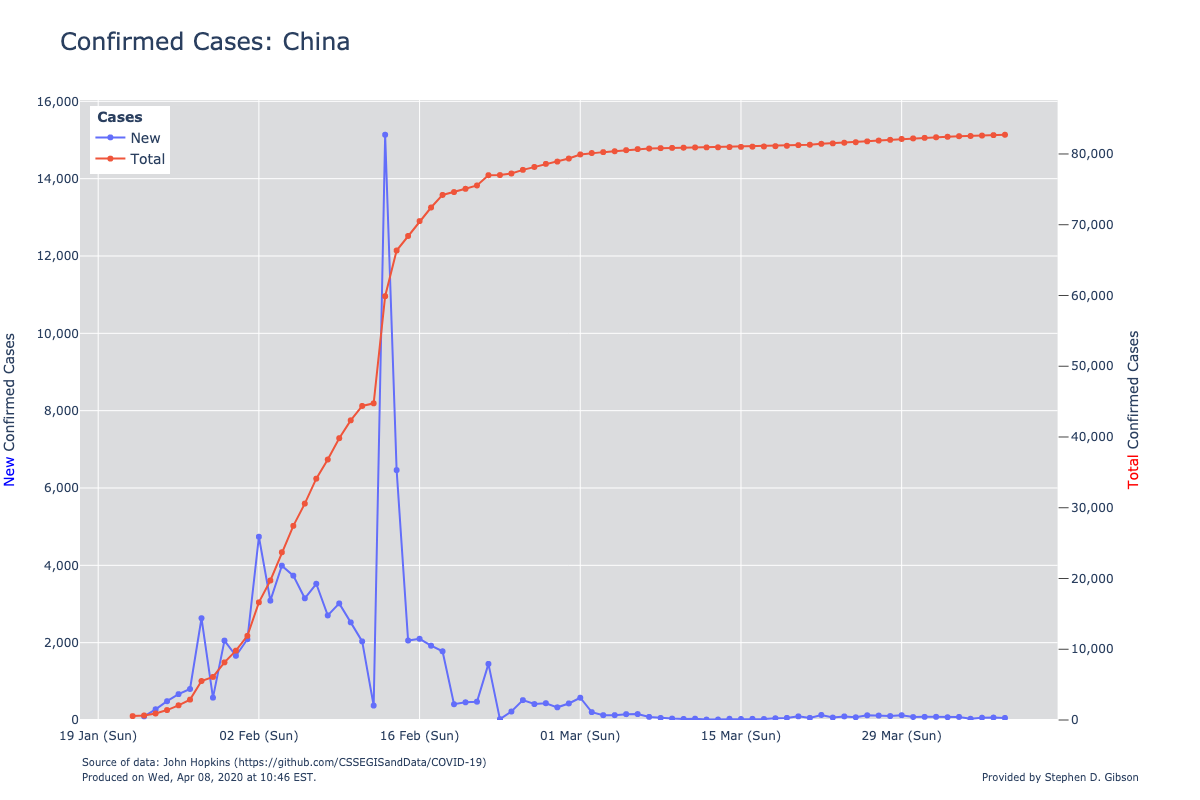 Confirmed Cases: China
Cases
New
Total
16,000
14,000
12,000
10,000
8,000
6,000
4,000
2,000
0
New Confirmed Cases
80,000
70,000
60,000
50,000
40,000
30,000
20,000
10,000
0
Total Confirmed Cases
19 Jan (Sun) 02 Feb (Sun) 16 Feb (Sun) 01 Mar (Sun) 15 Mar (Sun) 29 Mar (Sun)
Source of data: John Hopkins (https://github.com/CSSEGISandData/COVID-19)
Produced on Wed, Apr 08, 2020 at 10:46 EST.
Provided by Stephen D. Gibson